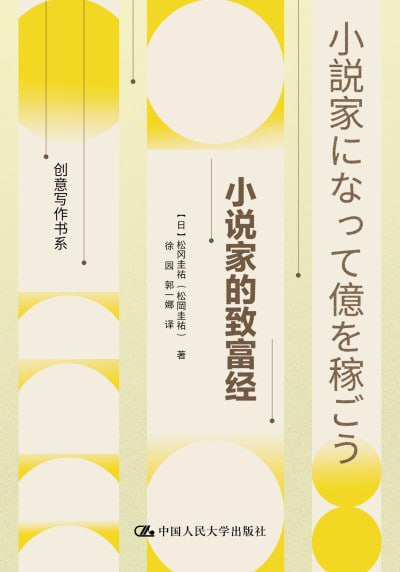 小説家になって億を稼ごう
小说家的致富经
【日】松冈圭祐（松岡圭祐） 著
徐 园 郭一娜 译
创意写作书系
中国人民大学出版社